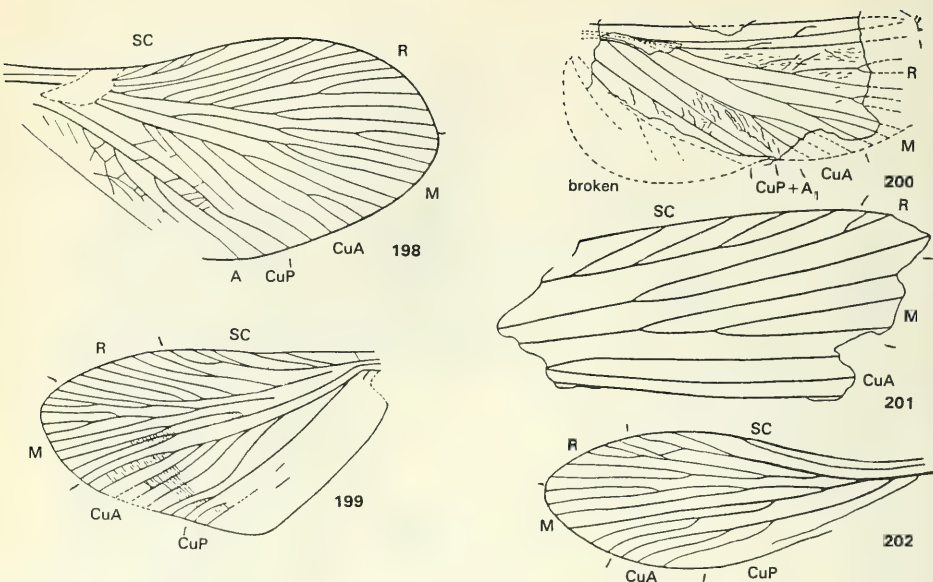 SC
R
M
CuA
198
A CuP
R
M
CuA
200
CuP + A1
broken
SC
R
M
CuA
201
R
SC
M
199
CuA
CuP
SC
R
M
202
CuA
CuP